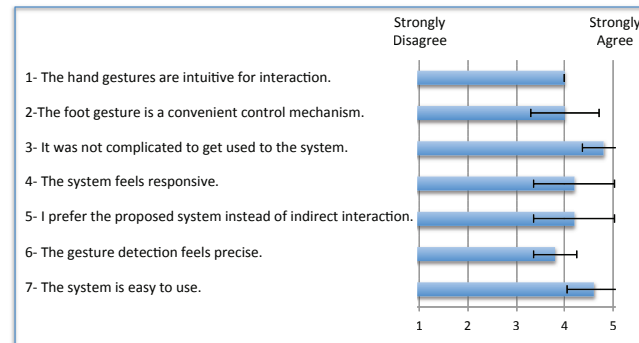 Strongly Disagree
Strongly Agree
1- The hand gestures are intuitive for interaction.
2-The foot gesture is a convenient control mechanism.
3- It was not complicated to get used to the system.
4- The system feels responsive.
5- I prefer the proposed system instead of indirect interaction.
6- The gesture detection feels precise.
7- The system is easy to use.
1 2 3 4 5